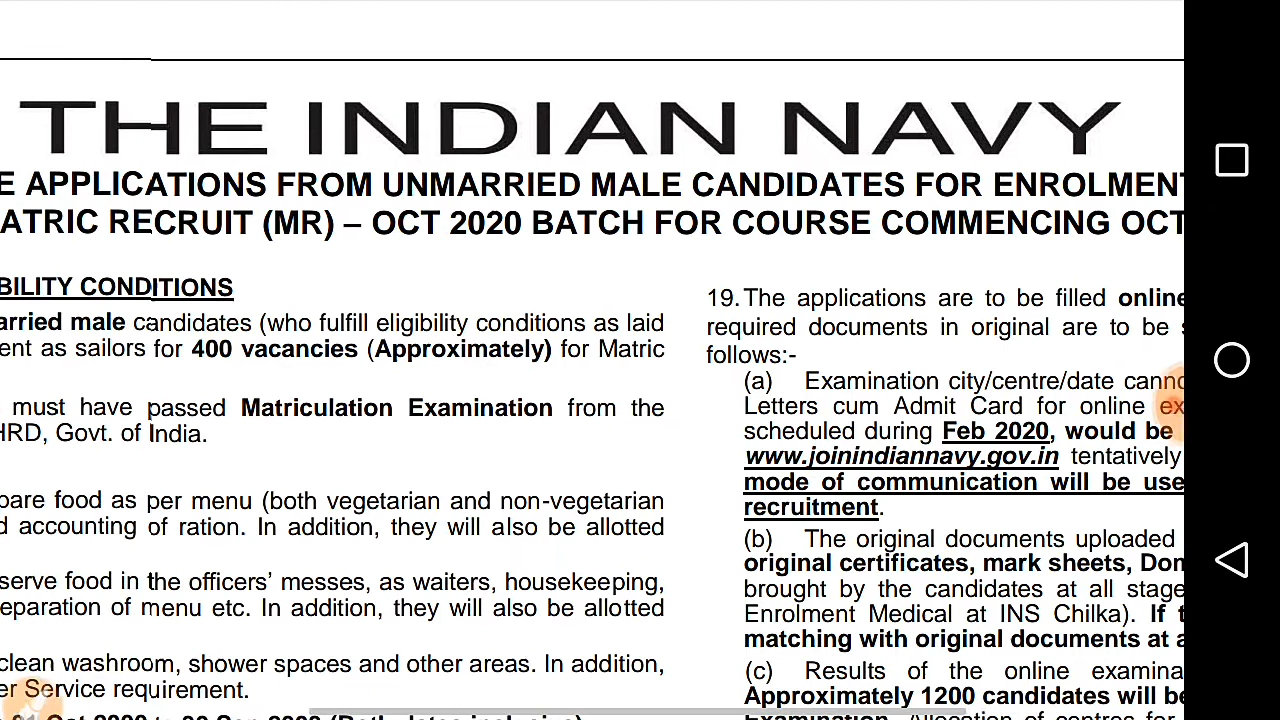 THE INDIAN NAVY
E APPLICATIONS FROM UNMARRIED MALE CANDIDATES FOR ENROLMENT
ATRIC RECRUIT (MR) – OCT 2020 BATCH FOR COURSE COMMENCING OCT
BILITY CONDITIONS
arried male candidates (who fulfill eligibility conditions as laid
ent as sailors for 400 vacancies (Approximately) for Matric
must have passed Matriculation Examination from the
HRD, Govt. of India.
pare food as per menu (both vegetarian and non-vegetarian
d accounting of ration. In addition, they will also be allotted
serve food in the officers' messes, as waiters, housekeeping,
eparation of menu etc. In addition, they will also be allotted
clean washroom, shower spaces and other areas. In addition,
er Service requirement.
19. The applications are to be filled online
required documents in original are to be
follows:-
(a) Examination city/centre/date canno
Letters cum Admit Card for online ex
scheduled during Feb 2020, would be
www.joinindiannavy.gov.in tentatively
mode of communication will be use
recruitment.
(b) The original documents uploaded
original certificates, mark sheets, Dom
brought by the candidates at all stage
Enrolment Medical at INS Chilka). If t
matching with original documents at a
(c) Results of the online examina
Approximately 1200 candidates will be
Examination. Allocation of centres for